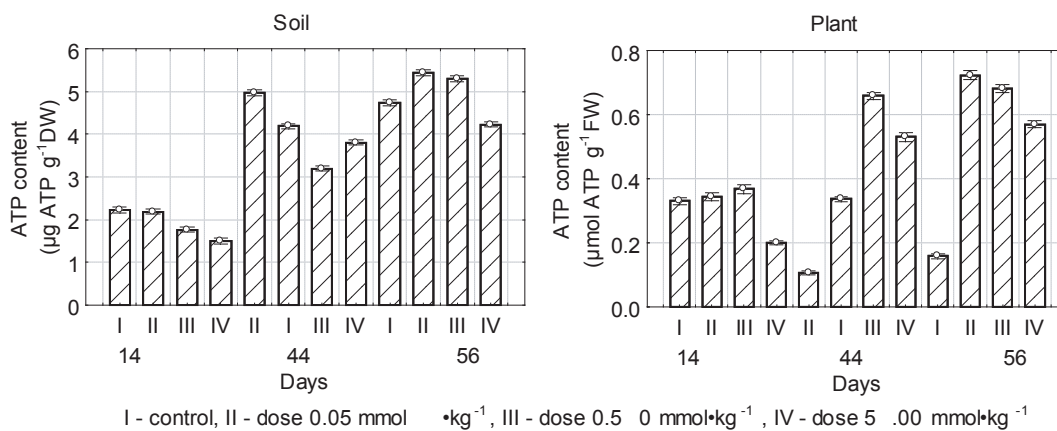 Soil
Plant
ATP content
(µg ATP g⁻¹DW)
6
5
4
3
2
1
0
I II III IV II I III IV I II III IV
14 44 56
Days
ATP content
(µmol ATP g⁻¹FW)
0.8
0.6
0.4
0.2
0.0
I II III IV II I III IV I II III IV
14 44 56
Days
I - control, II - dose 0.05 mmol •kg⁻¹, III - dose 0.5 0 mmol•kg⁻¹ , IV - dose 5 .00 mmol•kg⁻¹